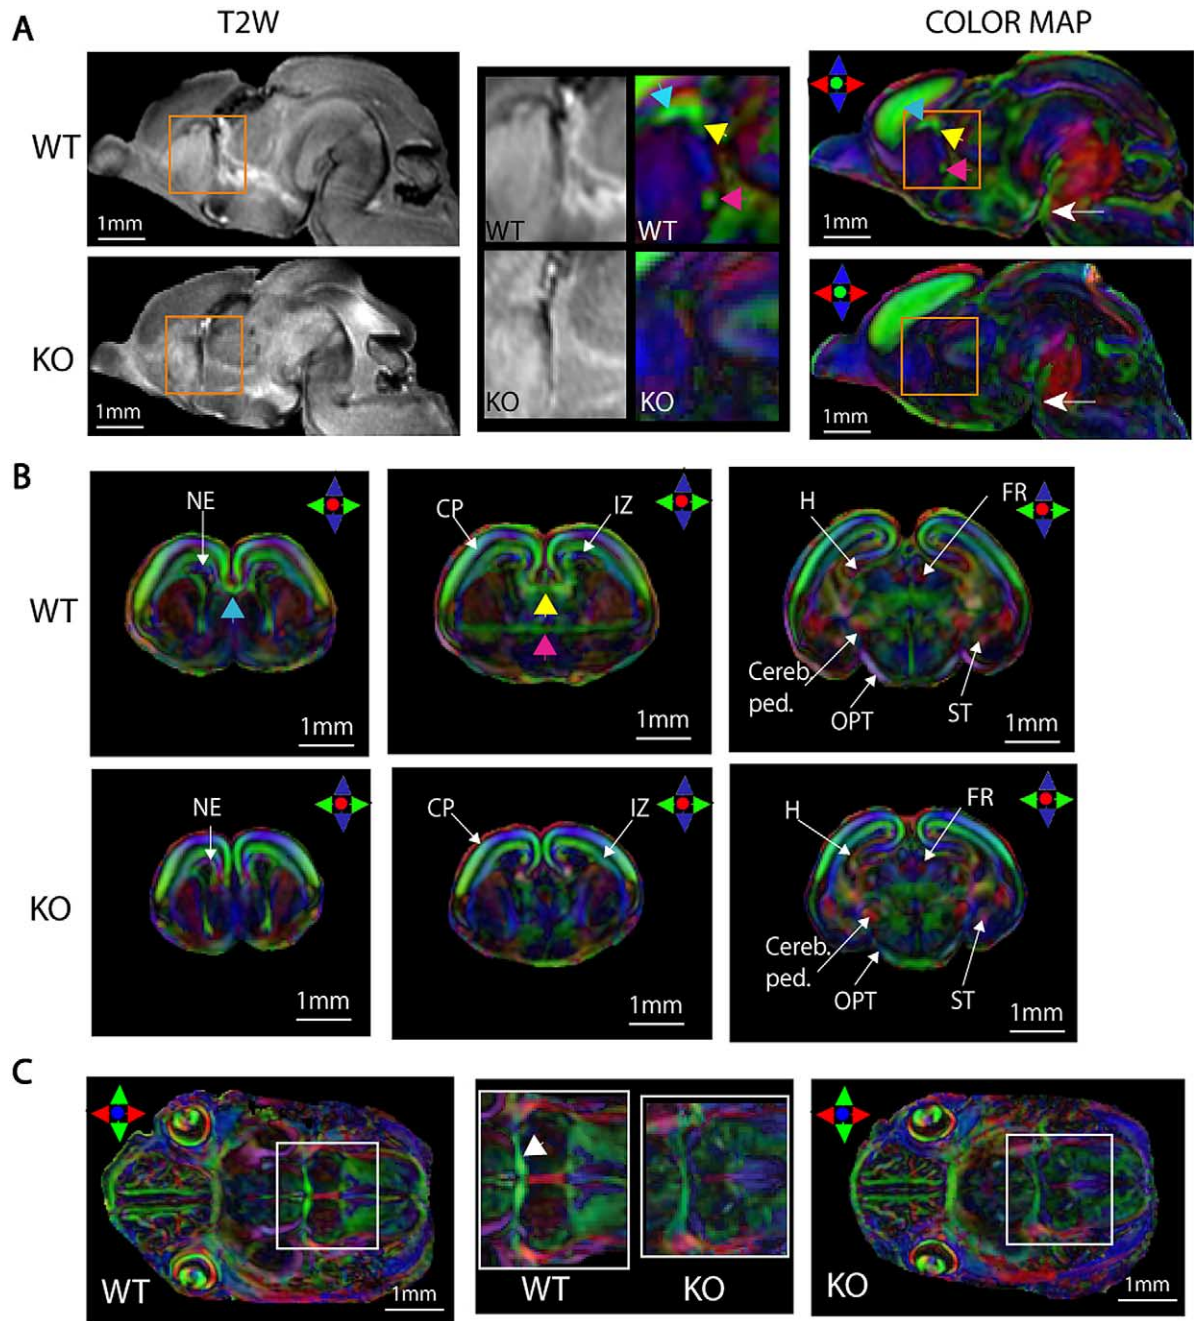 A
T2W
COLOR MAP
WT
1mm
WT
WT
1mm
KO
1mm
KO
KO
1mm
B
WT
NE
1mm
CP
IZ
1mm
H
FR
Cereb.
ped.
OPT
ST
1mm
KO
NE
1mm
CP
IZ
1mm
H
FR
Cereb.
ped.
OPT
ST
1mm
C
WT
1mm
WT
KO
KO
1mm